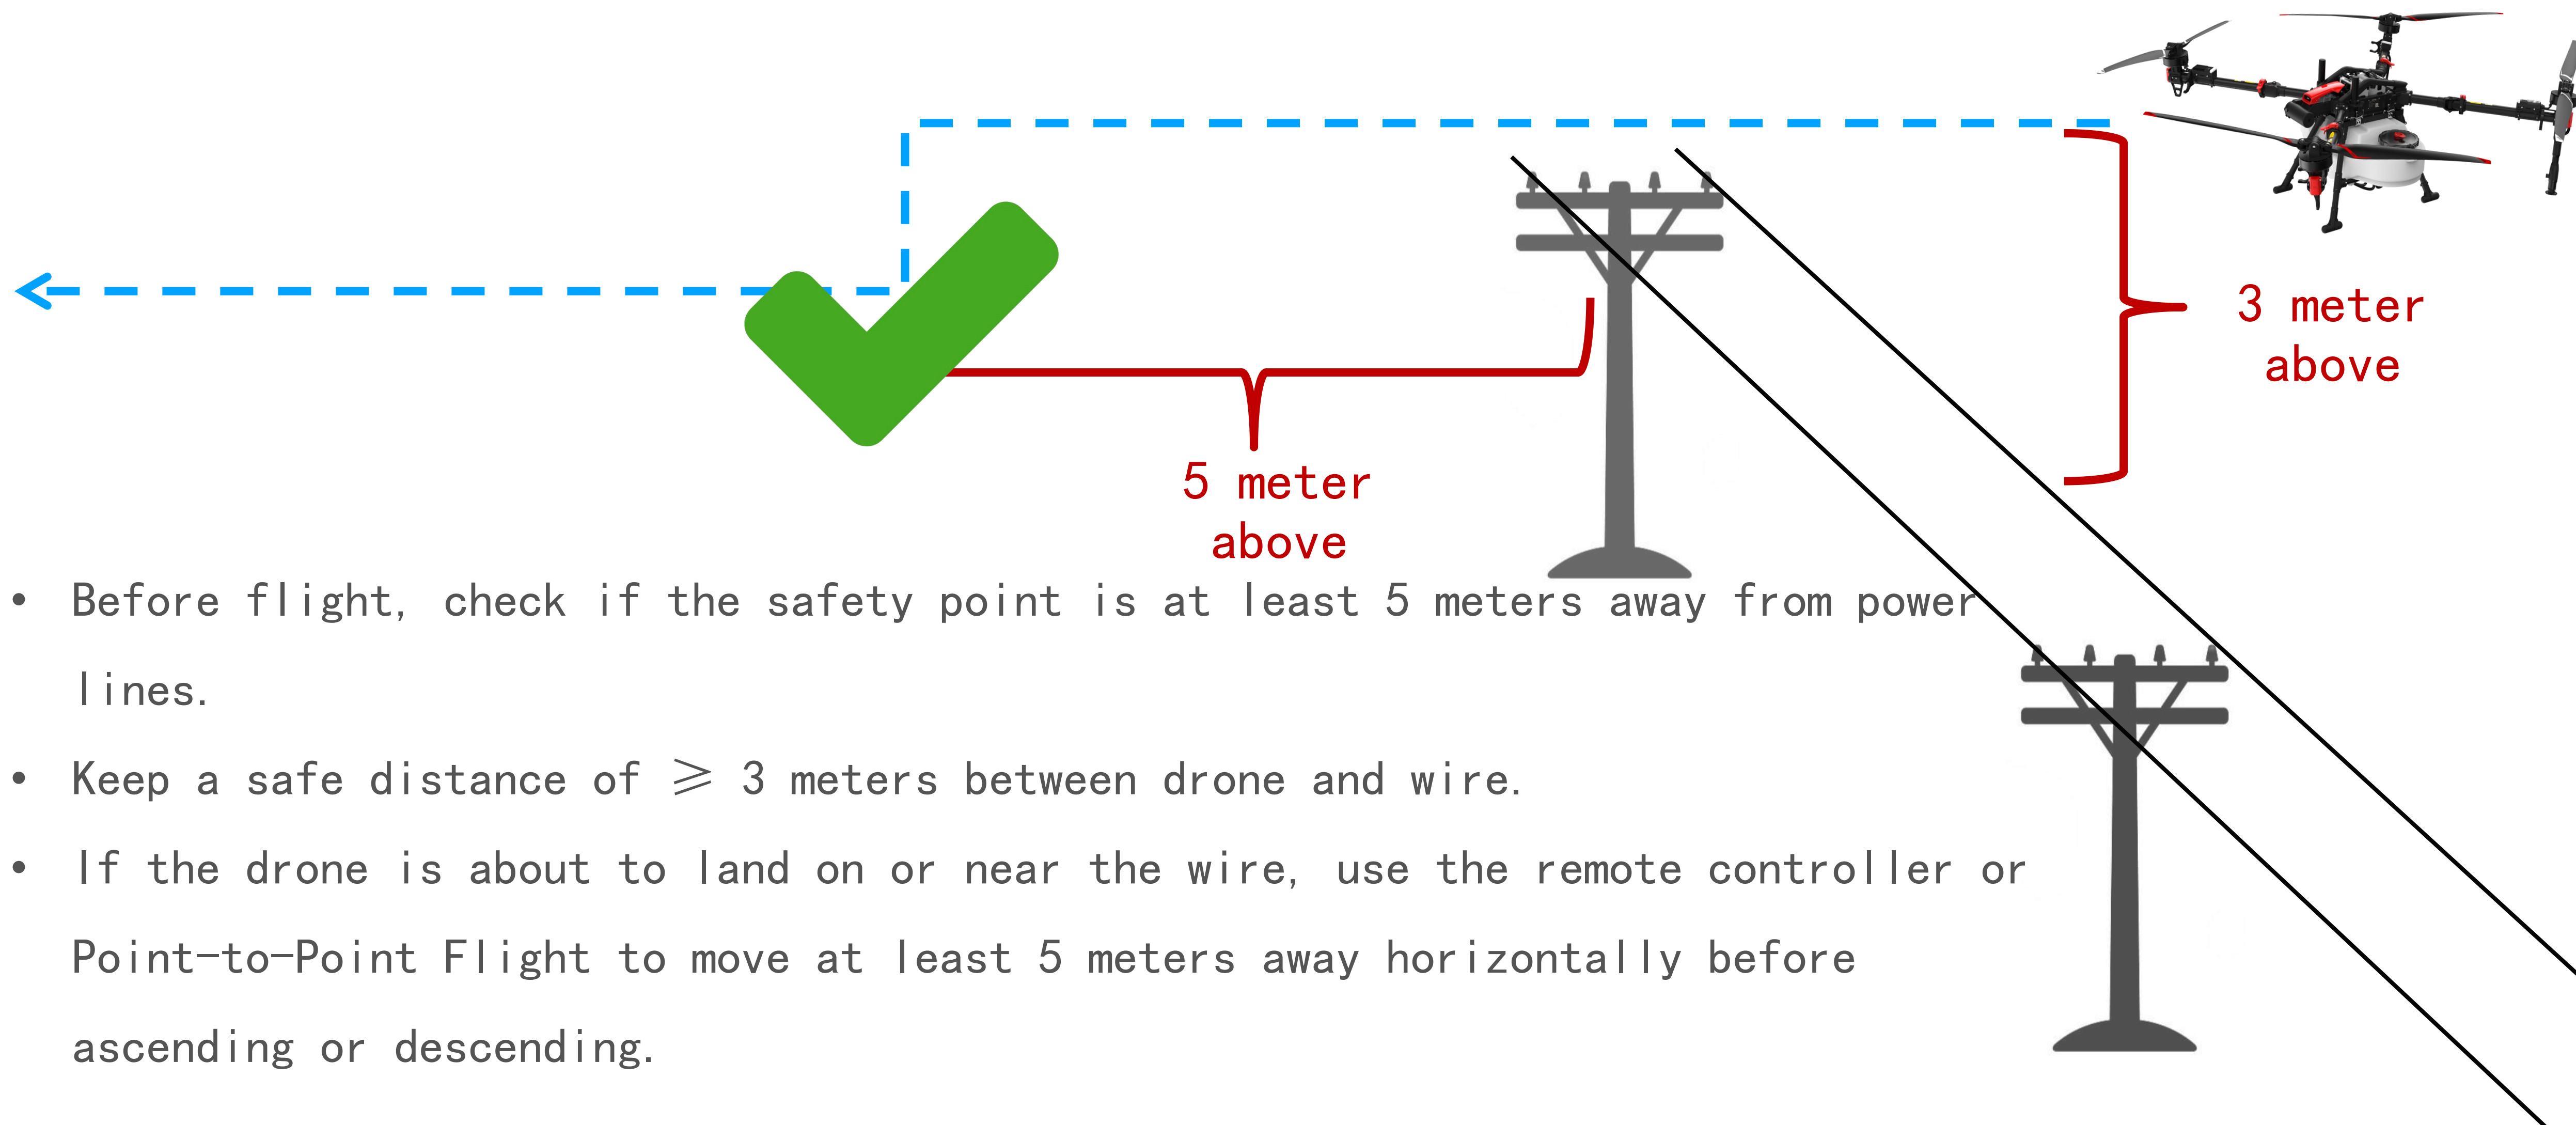 3 meter
above
5 meter
above
• Before flight, check if the safety point is at least 5 meters away from power
lines.
• Keep a safe distance of ⩾ 3 meters between drone and wire.
• If the drone is about to land on or near the wire, use the remote controller or
Point-to-Point Flight to move at least 5 meters away horizontally before
ascending or descending.